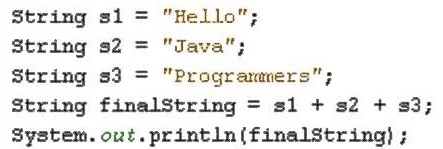 String s1 = "Hello";
String s2 = "Java";
String s3 = "Programmers";
String finalString = s1 + s2 + s3;
System.out.println(finalString);